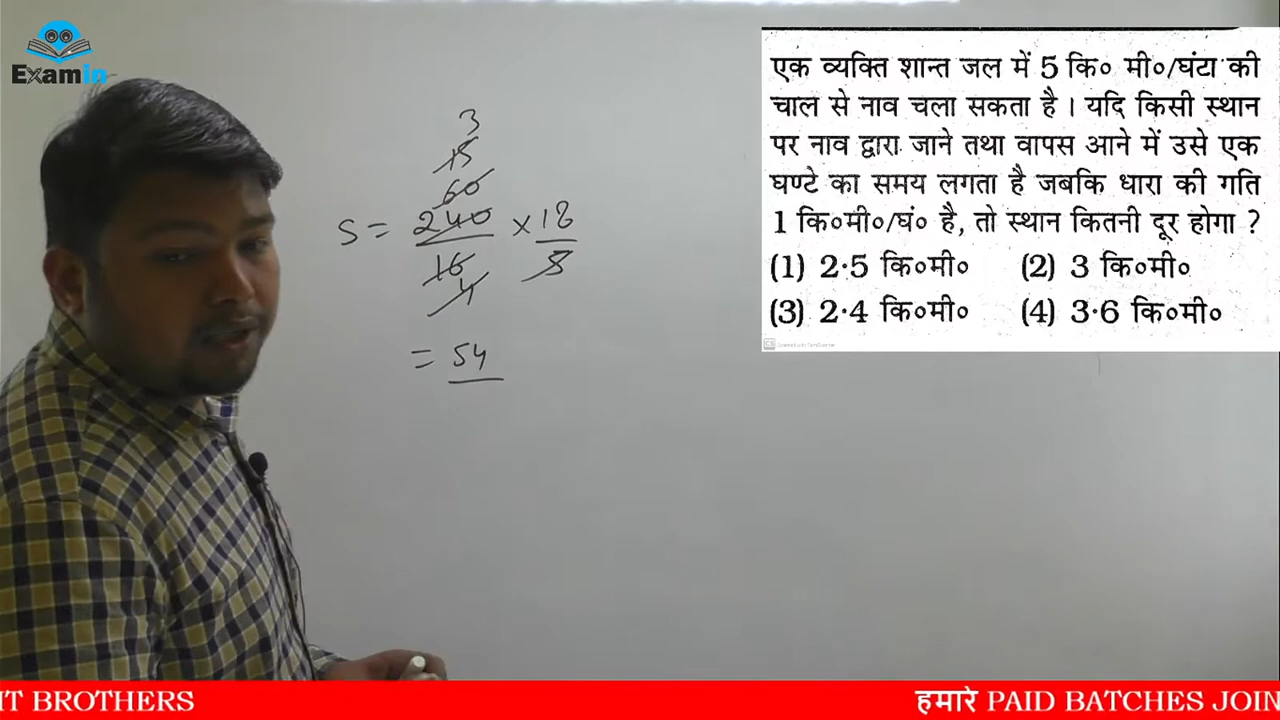 Examin
एक व्यक्ति शान्त जल में 5 कि० मी०/घंटा की
चाल से नाव चला सकता है। यदि किसी स्थान
पर नाव द्वारा जाने तथा वापस आने में उसे एक
घण्टे का समय लगता है जबकि धारा की गति
1 कि०मी०/घं० है, तो स्थान कितनी दूर होगा ?
(1) 2·5 कि०मी० (2) 3 कि०मी०
(3) 2·4 कि०मी० (4) 3·6 कि०मी०
3
15
60
S = 240/16 × 18/5
4
= 54
IT BROTHERS
हमारे PAID BATCHES JOIN